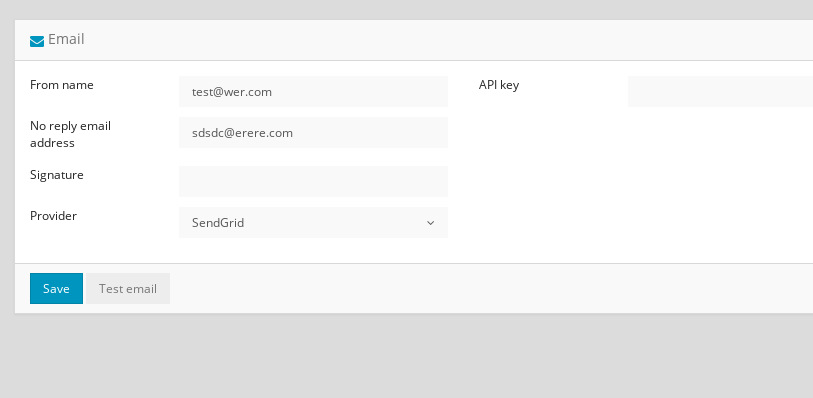 Email
From name
test@wer.com
API key
No reply email
address
sdsdc@erere.com
Signature
Provider
SendGrid
Save
Test email